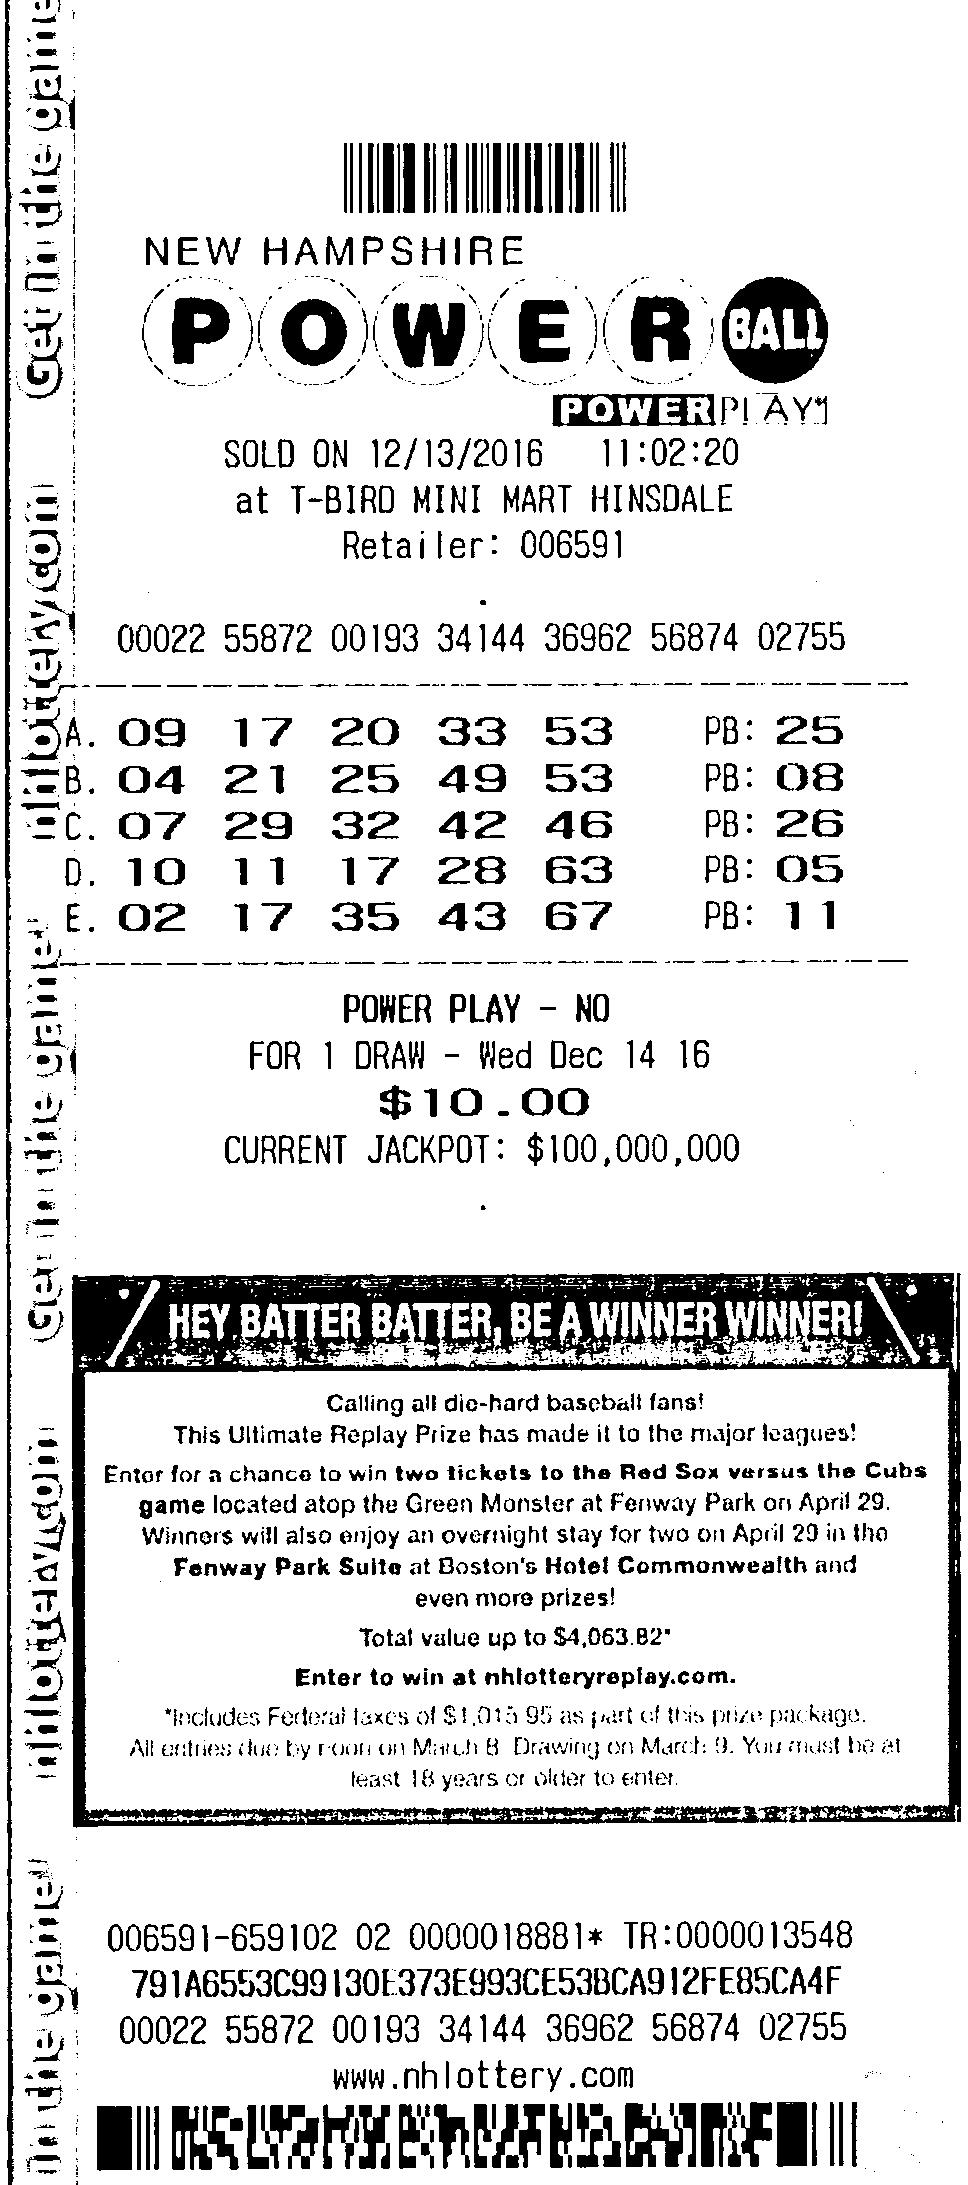 NEW HAMPSHIRE
POWERBALL
POWERPLAY
SOLD ON 12/13/2016 11:02:20
at T-BIRD MINI MART HINSDALE
Retailer: 006591
00022 55872 00193 34144 36962 56874 02755
A. 09 17 20 33 53 PB: 25
B. 04 21 25 49 53 PB: 08
C. 07 29 32 42 46 PB: 26
D. 10 11 17 28 63 PB: 05
E. 02 17 35 43 67 PB: 11
POWER PLAY - NO
FOR 1 DRAW - Wed Dec 14 16
$10.00
CURRENT JACKPOT: $100,000,000
HEY BATTER BATTER, BE A WINNER WINNER!
Calling all die-hard baseball fans!
This Ultimate Replay Prize has made it to the major leagues!
Enter for a chance to win two tickets to the Red Sox versus the Cubs
game located atop the Green Monster at Fenway Park on April 29.
Winners will also enjoy an overnight stay for two on April 29 in the
Fenway Park Suite at Boston's Hotel Commonwealth and
even more prizes!
Total value up to $4,063.82*
Enter to win at nhlotteryreplay.com.
*Includes Federal taxes of $1,015.95 as part of this prize package.
All entries due by noon on March 8. Drawing on March 9. You must be at
least 18 years or older to enter.
006591-659102 02 0000018881* TR:0000013548
791A6553C99130E373E993CE53BCA912FE85CA4F
00022 55872 00193 34144 36962 56874 02755
www.nhlottery.com
Get in the game
nhlottery.com
Get in the game
nhlottery.com
in the game